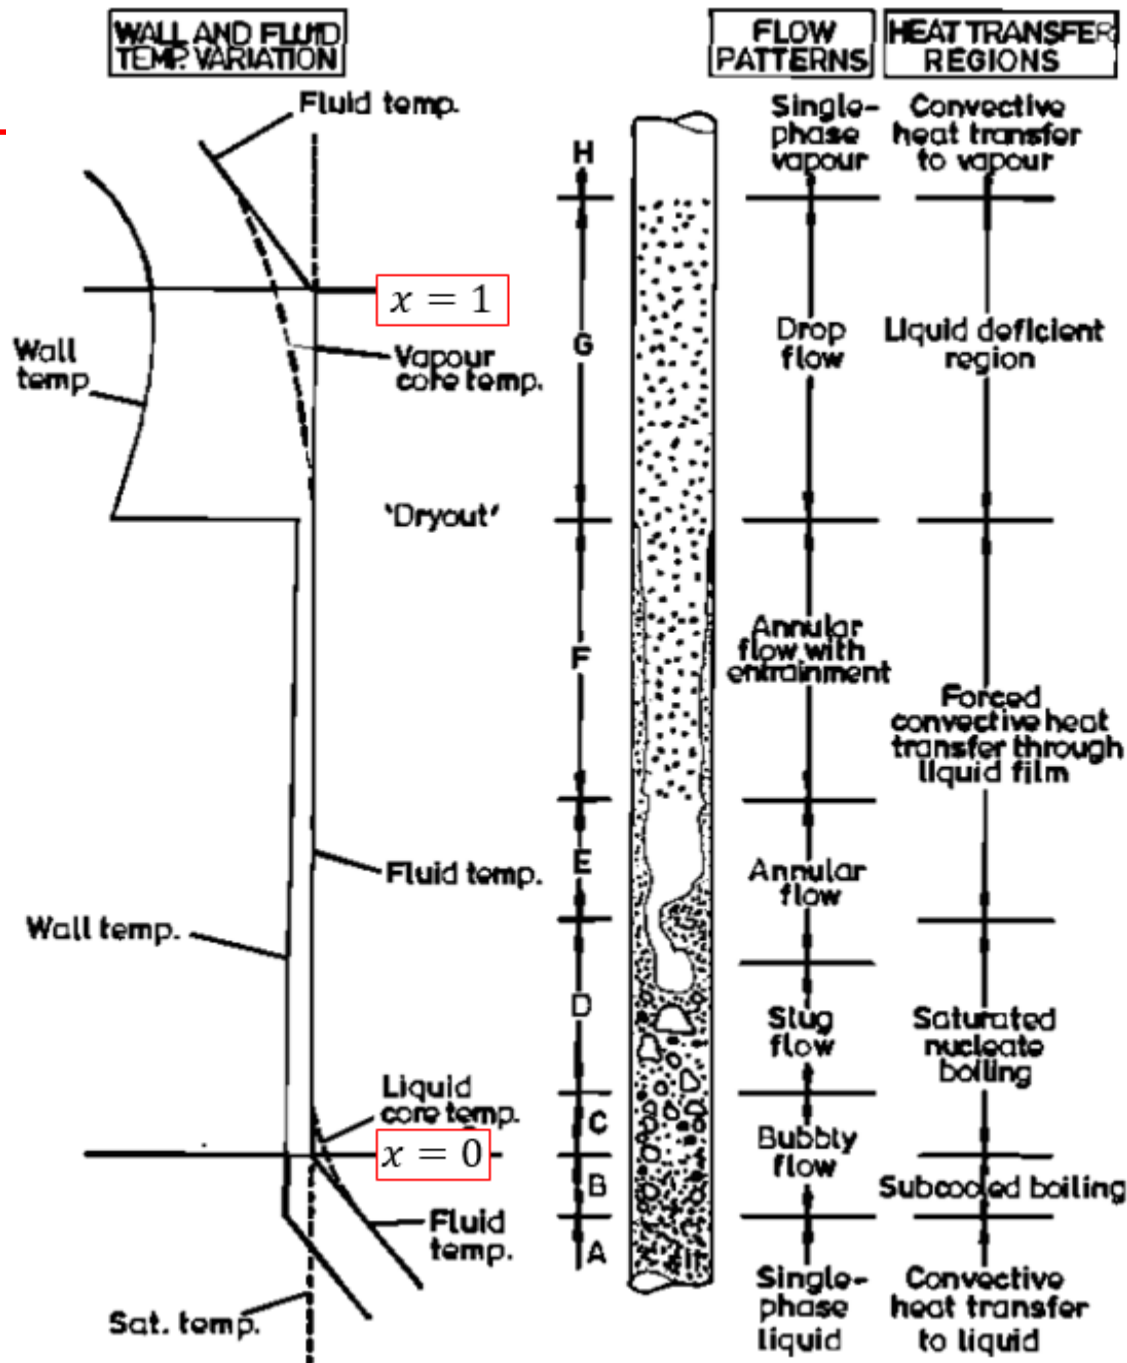 WALL AND FLUID
TEMP. VARIATION
FLOW
PATTERNS
HEAT TRANSFER
REGIONS
Fluid temp.
x = 1
Wall
temp
Vapour
core temp.
'Dryout'
Fluid temp.
Wall temp.
Liquid
core temp.
x = 0
Fluid
temp.
Sat. temp.
H
G
F
E
D
C
B
A
Single-
phase
vapour
Drop
flow
Annular
flow with
entrainment
Annular
flow
Slug
flow
Bubbly
flow
Single-
phase
liquid
Convective
heat transfer
to vapour
Liquid deficient
region
Forced
convective heat
transfer through
liquid film
Saturated
nucleate
boiling
Subcooled boiling
Convective
heat transfer
to liquid